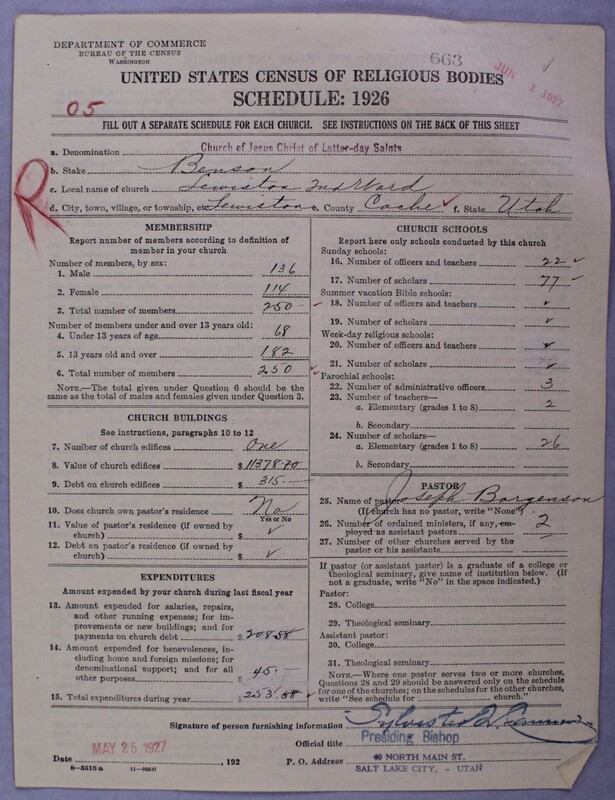 DEPARTMENT OF COMMERCE
BUREAU OF THE CENSUS
WASHINGTON
663
JUN 1 1927
UNITED STATES CENSUS OF RELIGIOUS BODIES
SCHEDULE: 1926
05
FILL OUT A SEPARATE SCHEDULE FOR EACH CHURCH. SEE INSTRUCTIONS ON THE BACK OF THIS SHEET
a. Denomination Church of Jesus Christ of Latter-day Saints
b. Stake Benson
c. Local name of church Lewiston 2nd Ward
d. City, town, village, or township, etc. Lewiston e. County Cache f. State Utah
R
MEMBERSHIP
Report number of members according to definition of
member in your church
Number of members, by sex:
1. Male 136
2. Female 114
3. Total number of members 250
Number of members under and over 13 years old:
4. Under 13 years of age 68
5. 13 years old and over 182
6. Total number of members 250
NOTE.—The total given under Question 6 should be the
same as the total of males and females given under Question 3.
CHURCH BUILDINGS
See instructions, paragraphs 10 to 12
7. Number of church edifices One
8. Value of church edifices $ 11378.70
9. Debt on church edifices $ 315.—
10. Does church own pastor's residence No
Yes or No
11. Value of pastor's residence (if owned by
church) $ ✓
12. Debt on pastor's residence (if owned by
church) $ ✓
EXPENDITURES
Amount expended by your church during last fiscal year
13. Amount expended for salaries, repairs,
and other running expenses; for im-
provements or new buildings; and for
payments on church debt $ 208.58
14. Amount expended for benevolences,
including home and foreign missions; for
denominational support; and for all
other purposes $ 45.—
15. Total expenditures during year $ 253.58
CHURCH SCHOOLS
Report here only schools conducted by this church
Sunday schools:
16. Number of officers and teachers 22 ✓
17. Number of scholars 77 ✓
Summer vacation Bible schools:
18. Number of officers and teachers ✓
19. Number of scholars ✓
Week-day religious schools:
20. Number of officers and teachers ✓
21. Number of scholars
Parochial schools:
22. Number of administrative officers 3
23. Number of teachers—
a. Elementary (grades 1 to 8) 2
b. Secondary
24. Number of scholars—
a. Elementary (grades 1 to 8) 26
b. Secondary
PASTOR
25. Name of pastor Joseph Borgenson
(If church has no pastor, write "None")
26. Number of ordained ministers, if any, em-
ployed as assistant pastors 2
27. Number of other churches served by the
pastor or his assistants
If pastor (or assistant pastor) is a graduate of a college or
theological seminary, give name of institution below. (If
not a graduate, write "No" in the space indicated.)
Pastor:
28. College
29. Theological seminary
Assistant pastor:
30. College
31. Theological seminary
NOTE.—Where one pastor serves two or more churches,
Questions 28 and 29 should be answered only on the schedule
for one of the churches; on the schedules for the other churches,
write "See schedule for church."
Signature of person furnishing information Sylvester Q. Cannon
Official title Presiding Bishop
Date MAY 25 1927, 192 P. O. Address 40 NORTH MAIN ST.
8—5515a SALT LAKE CITY, - UTAH